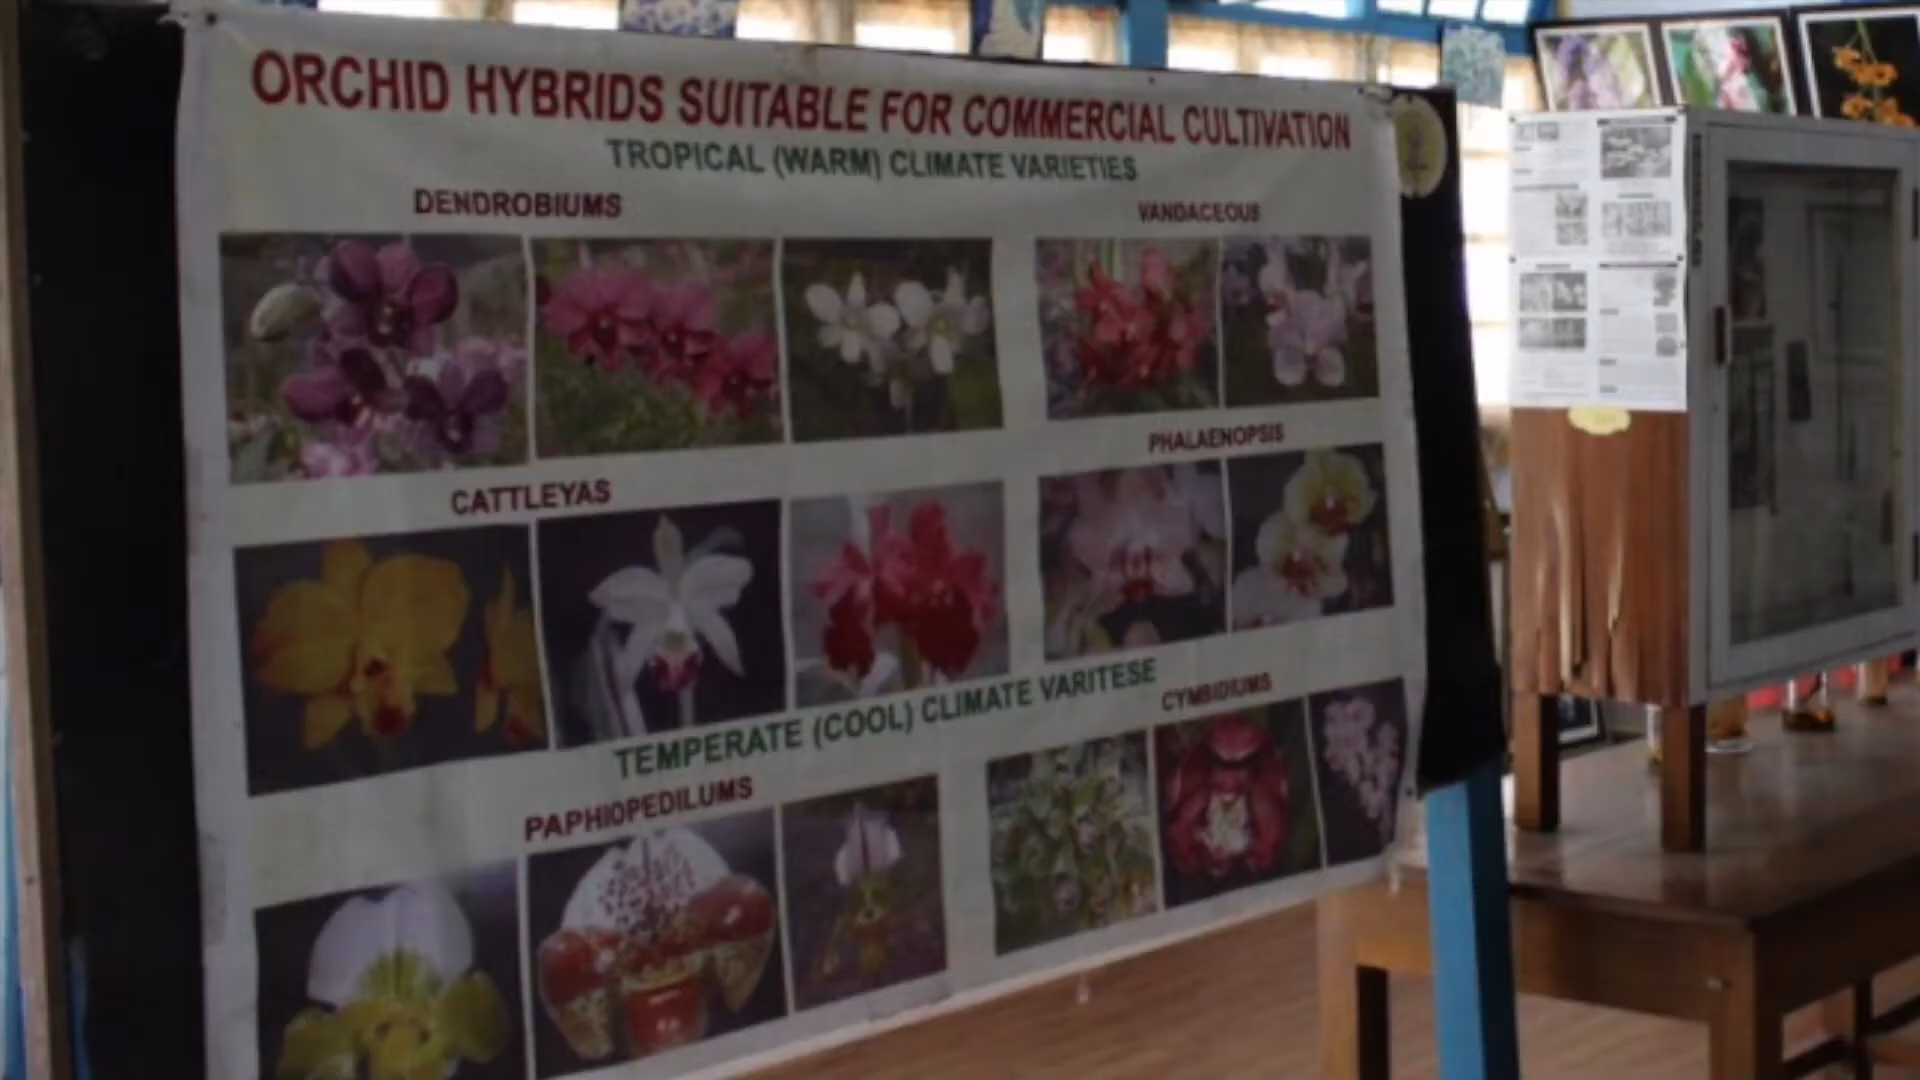 ORCHID HYBRIDS SUITABLE FOR COMMERCIAL CULTIVATION
TROPICAL (WARM) CLIMATE VARIETIES
DENDROBIUMS
VANDACEOUS
CATTLEYAS
PHALAENOPSIS
TEMPERATE (COOL) CLIMATE VARITESE
PAPHIOPEDILUMS
CYMBIDIUMS